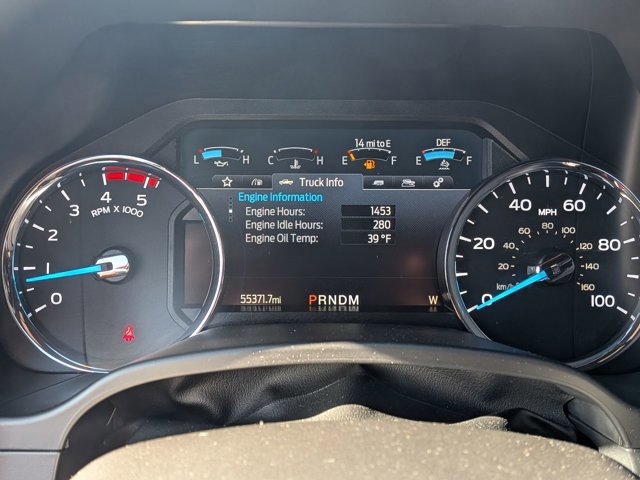 14 mi to E DEF
L H C H E F E F
Truck Info
Engine Information
Engine Hours: 1453
Engine Idle Hours: 280
Engine Oil Temp: 39 °F
55371.7 mi PRNDM W
0 1 2 3 4 5
RPM X 1000
0 20 40 60 80 100
MPH
20 40 60 80 100 120 140 160
km/h